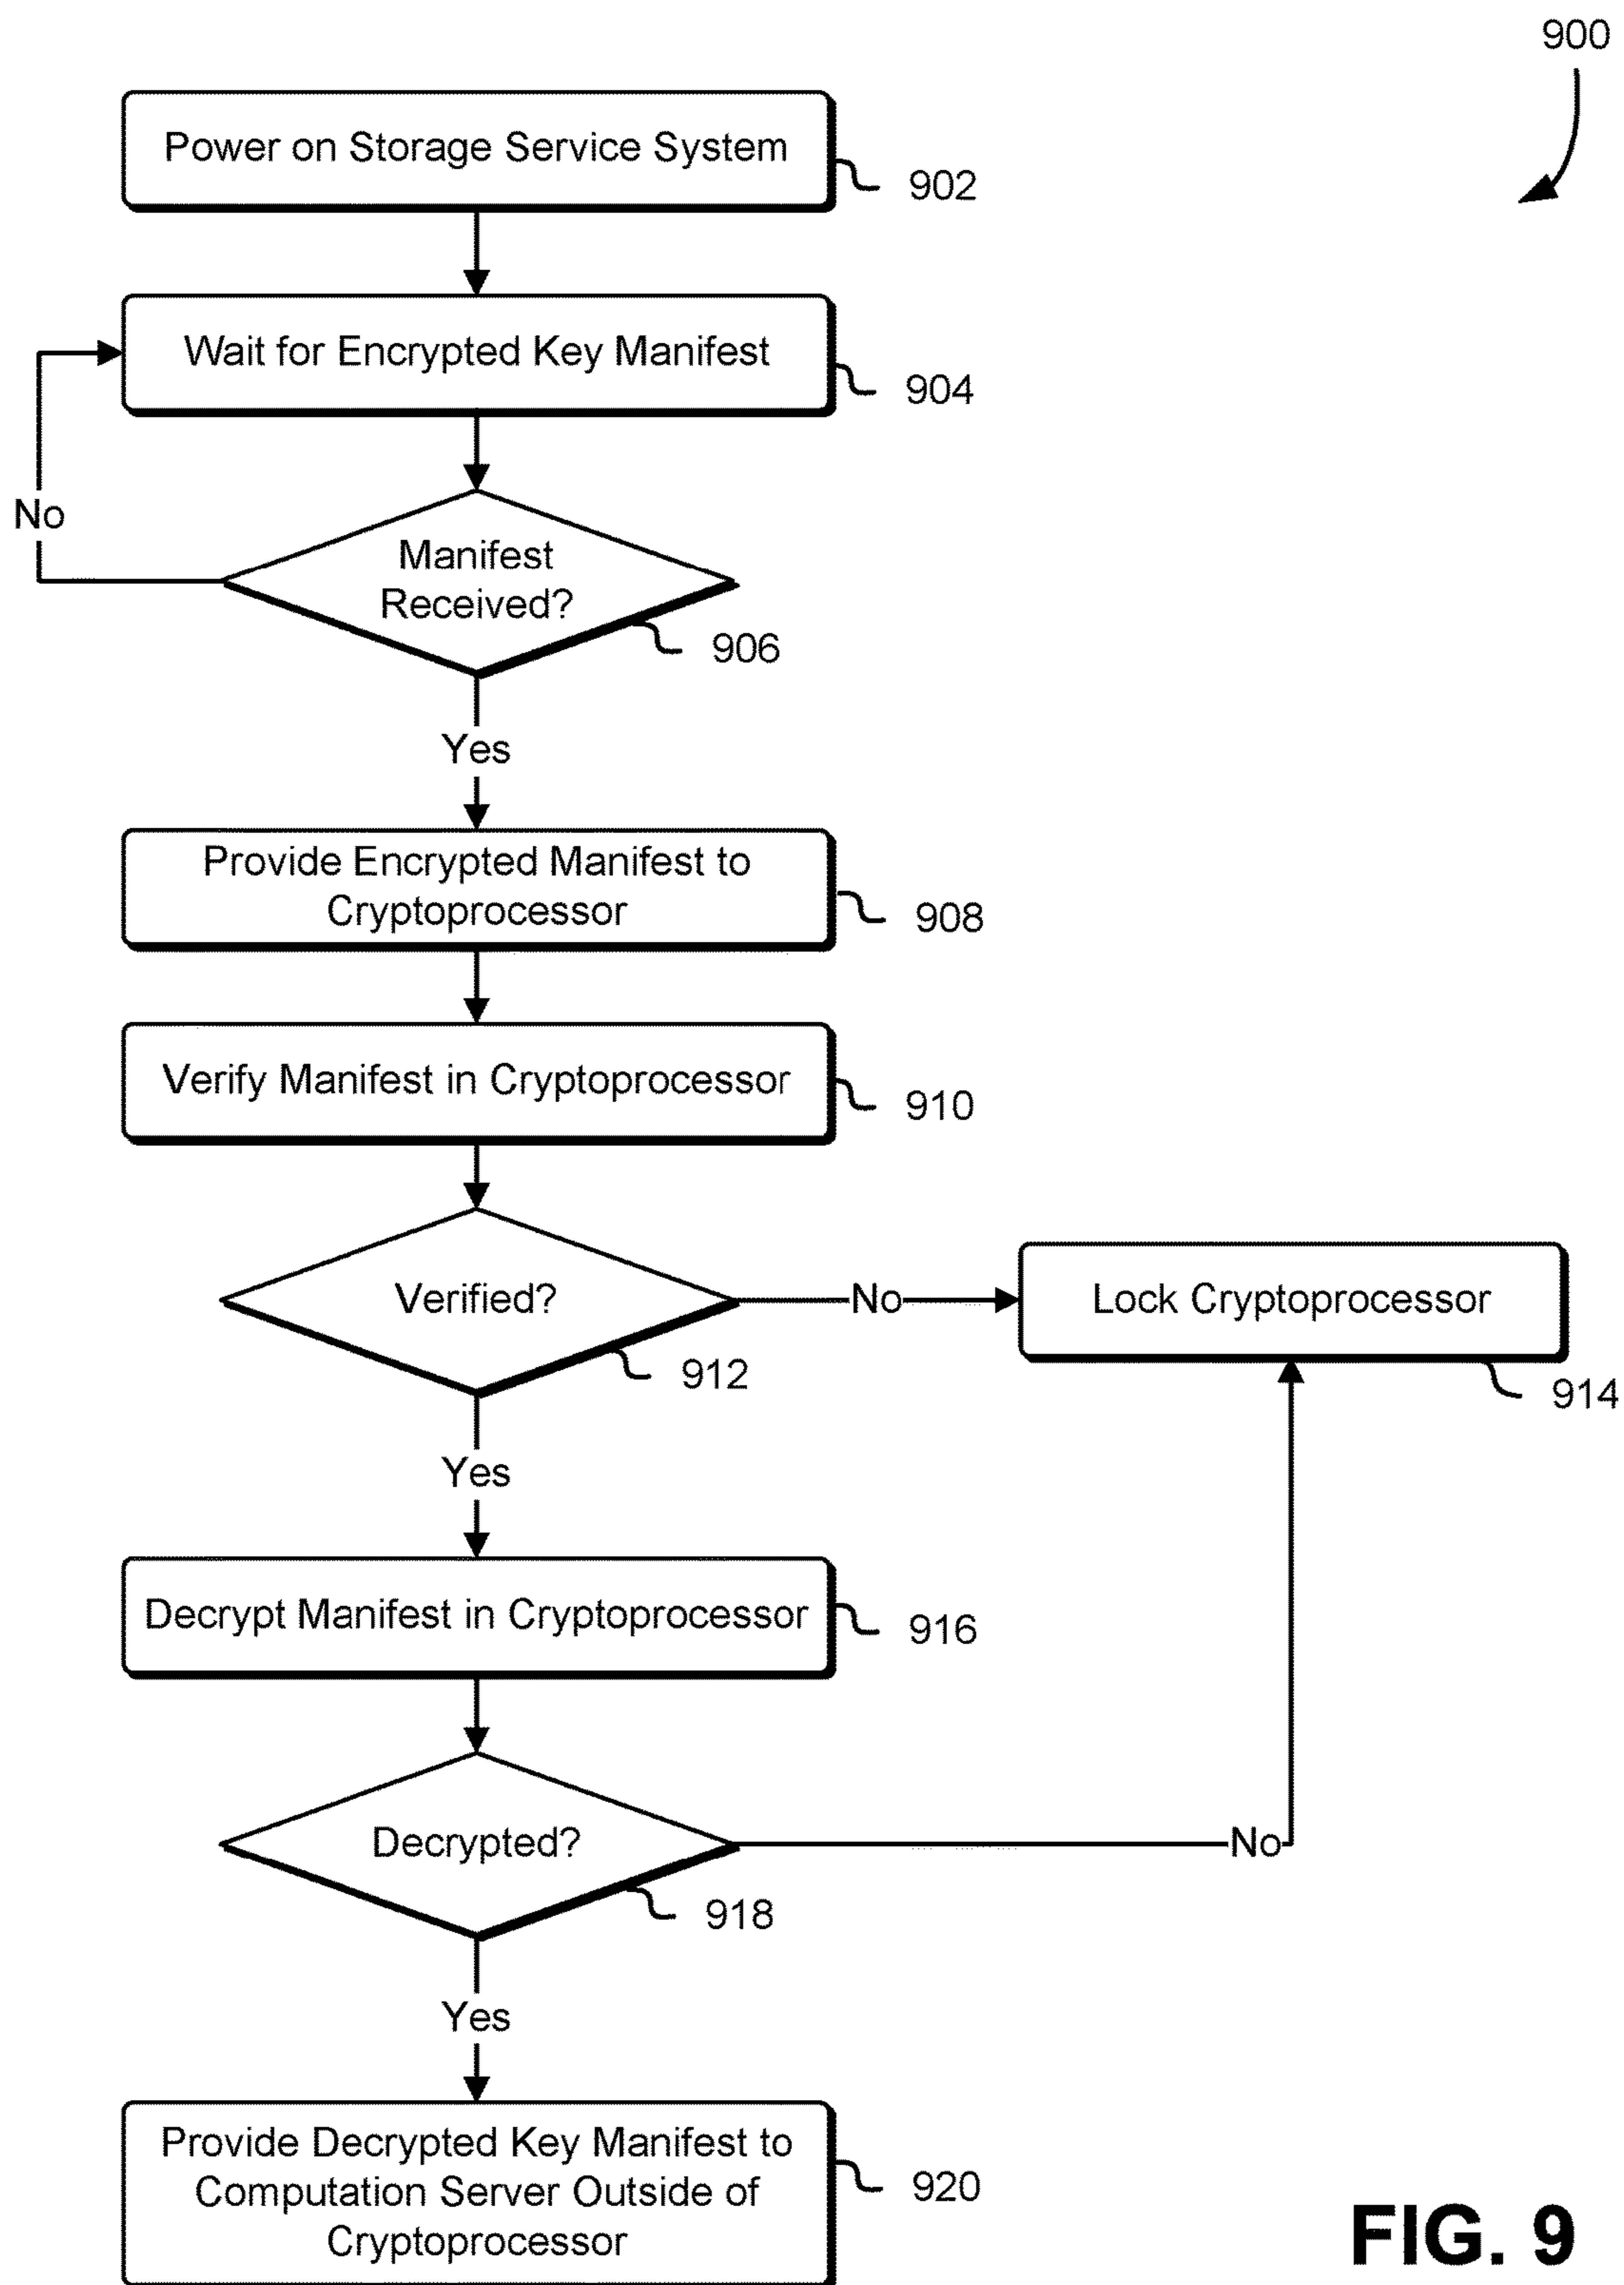 900
Power on Storage Service System
902
Wait for Encrypted Key Manifest
904
No
Manifest
Received?
906
Yes
Provide Encrypted Manifest to
Cryptoprocessor
908
Verify Manifest in Cryptoprocessor
910
Verified?
No
Lock Cryptoprocessor
912
914
Yes
Decrypt Manifest in Cryptoprocessor
916
Decrypted?
No
918
Yes
Provide Decrypted Key Manifest to
Computation Server Outside of
Cryptoprocessor
920
FIG. 9